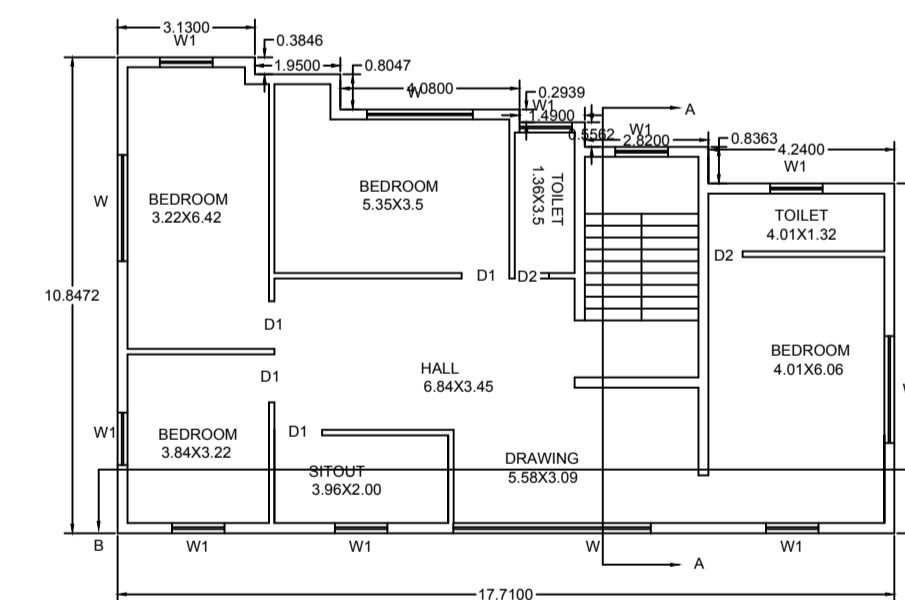 3.1300
W1
0.3846
1.9500
0.8047
4.0800
W
0.2939
W1
1.4900
0.5562
A
W1
2.8200
0.8363
4.2400
W1
W
BEDROOM
3.22X6.42
BEDROOM
5.35X3.5
TOILET
1.36X3.5
TOILET
4.01X1.32
D2
D1
D2
10.8472
D1
BEDROOM
4.01X6.06
HALL
6.84X3.45
D1
W1
BEDROOM
3.84X3.22
D1
SITOUT
3.96X2.00
DRAWING
5.58X3.09
B
W1
W1
W
W1
A
17.7100